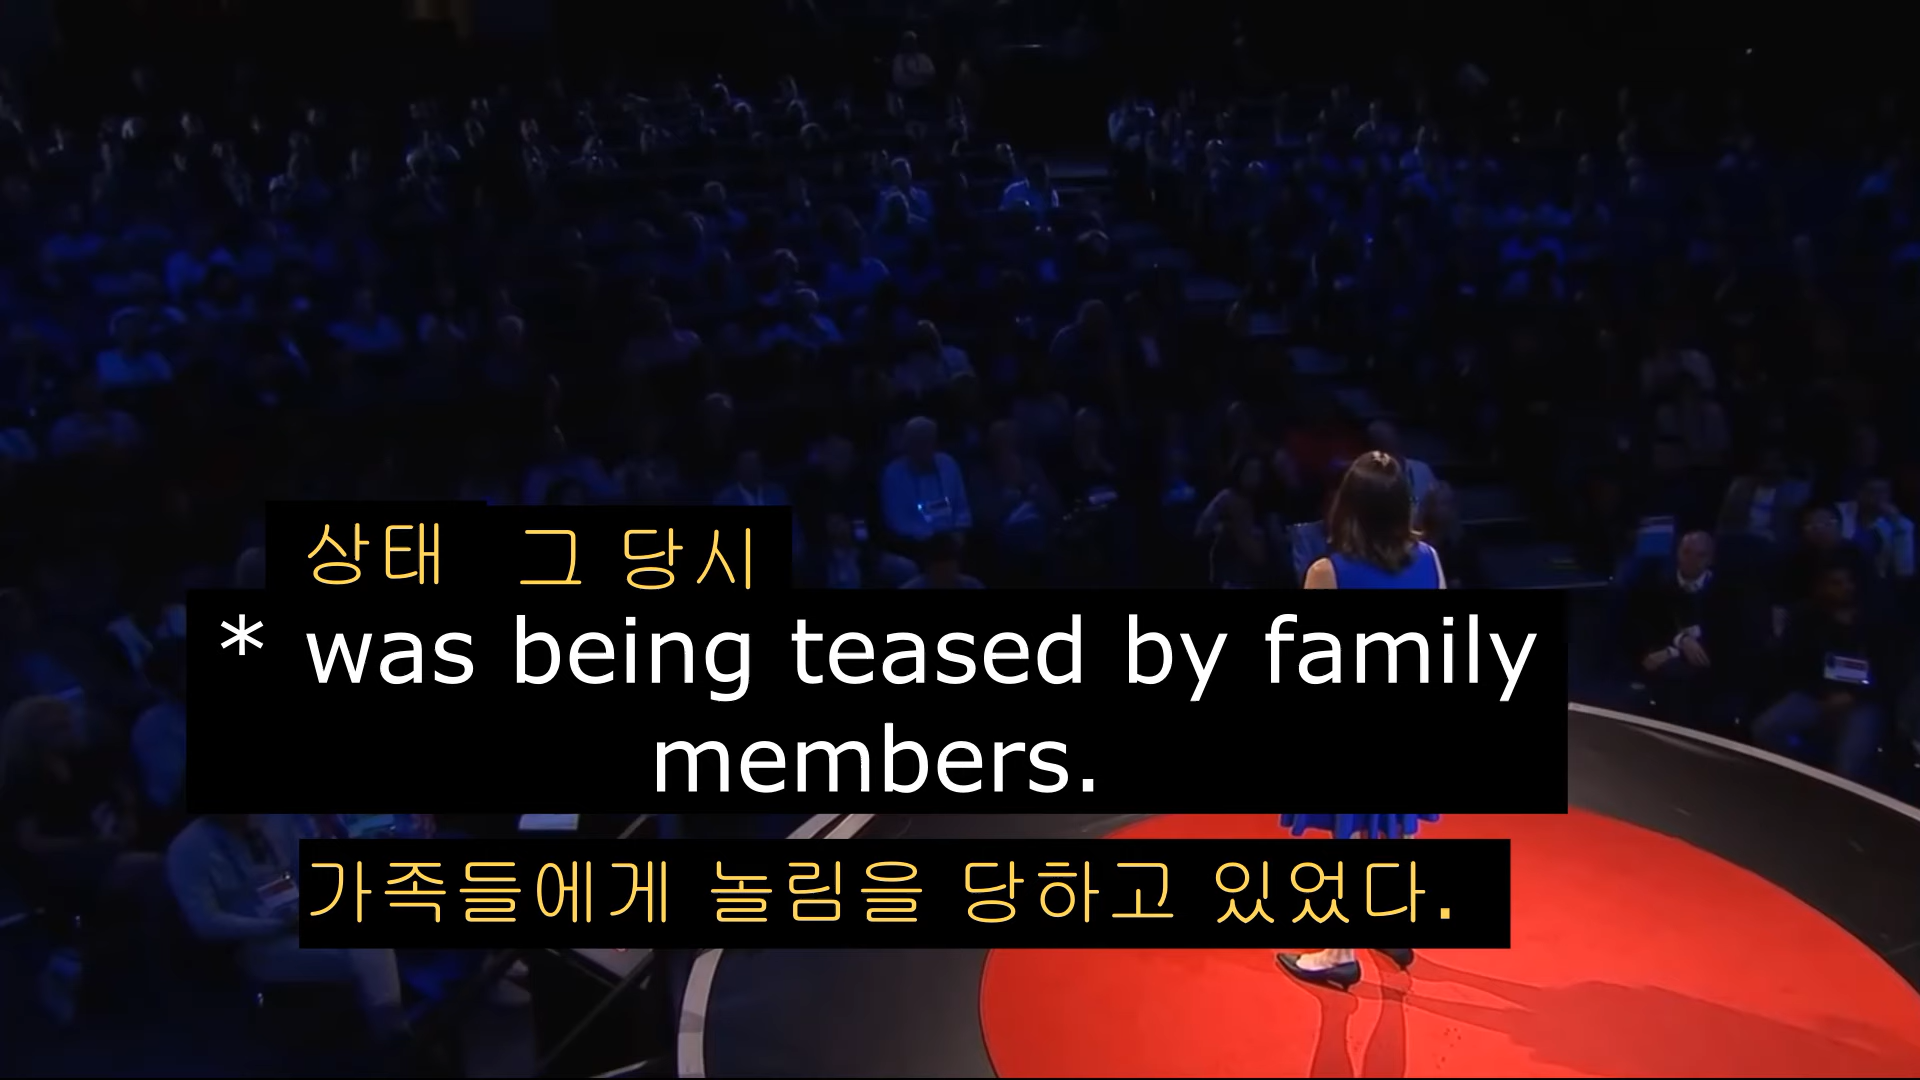 상태 그 당시
* was being teased by family
members.
가족들에게 놀림을 당하고 있었다.